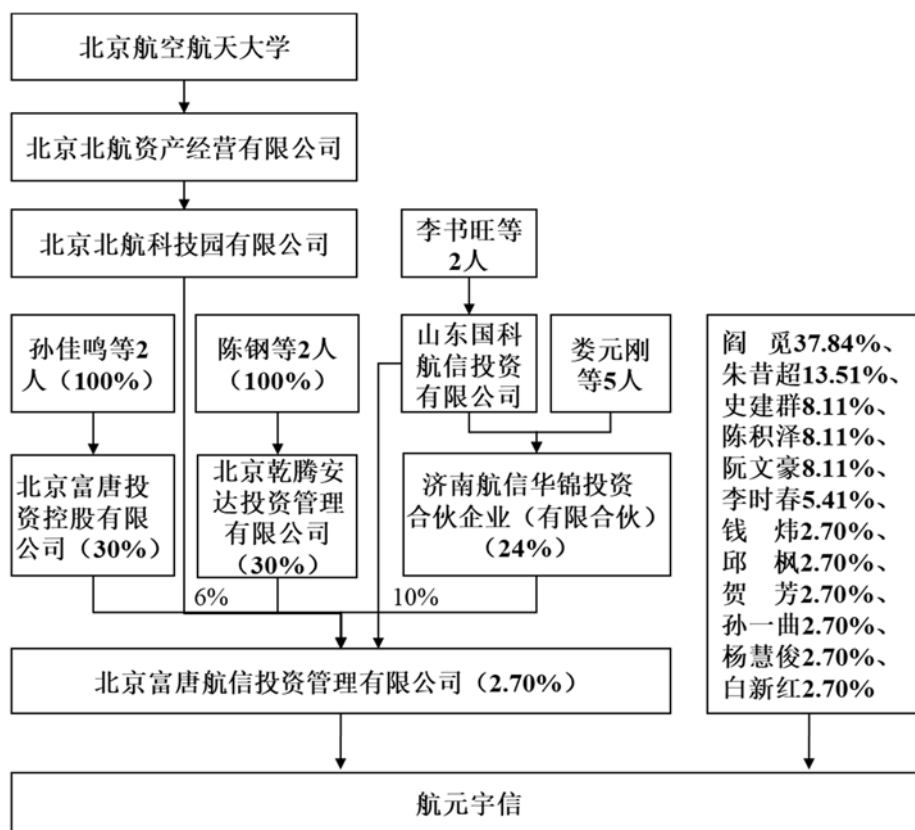 北京航空航天大学
北京北航资产经营有限公司
北京北航科技园有限公司
李书旺等
2人
孙佳鸣等2
人（100%）
陈钢等2人
（100%）
山东国科
航信投资
有限公司
娄元刚
等5人
北京富唐投
资控股有限
公司（30%）
北京乾腾安
达投资管理
有限公司
（30%）
济南航信华锦投资
合伙企业（有限合伙）
（24%）
6%
10%
北京富唐航信投资管理有限公司（2.70%）
阎　觅37.84%、
朱昔超13.51%、
史建群8.11%、
陈积泽8.11%、
阮文豪8.11%、
李时春5.41%、
钱　炜2.70%、
邱　枫2.70%、
贺　芳2.70%、
孙一曲2.70%、
杨慧俊2.70%、
白新红2.70%
航元宇信